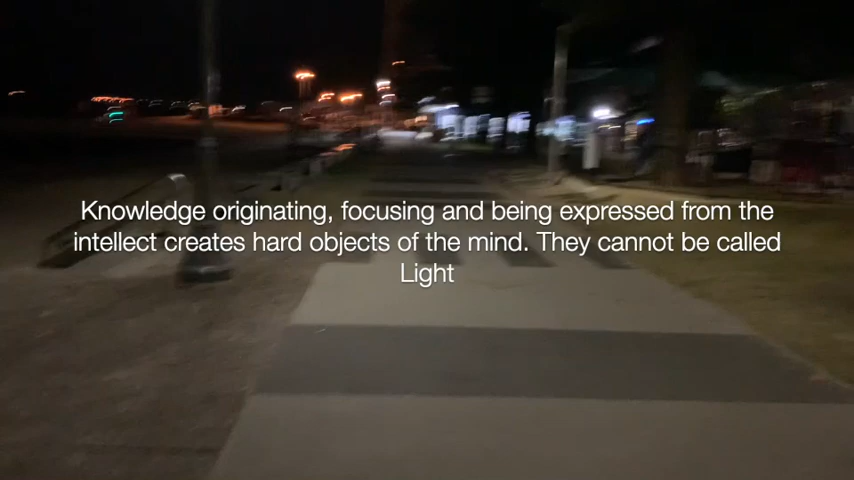 Knowledge originating, focusing and being expressed from the
intellect creates hard objects of the mind. They cannot be called
Light